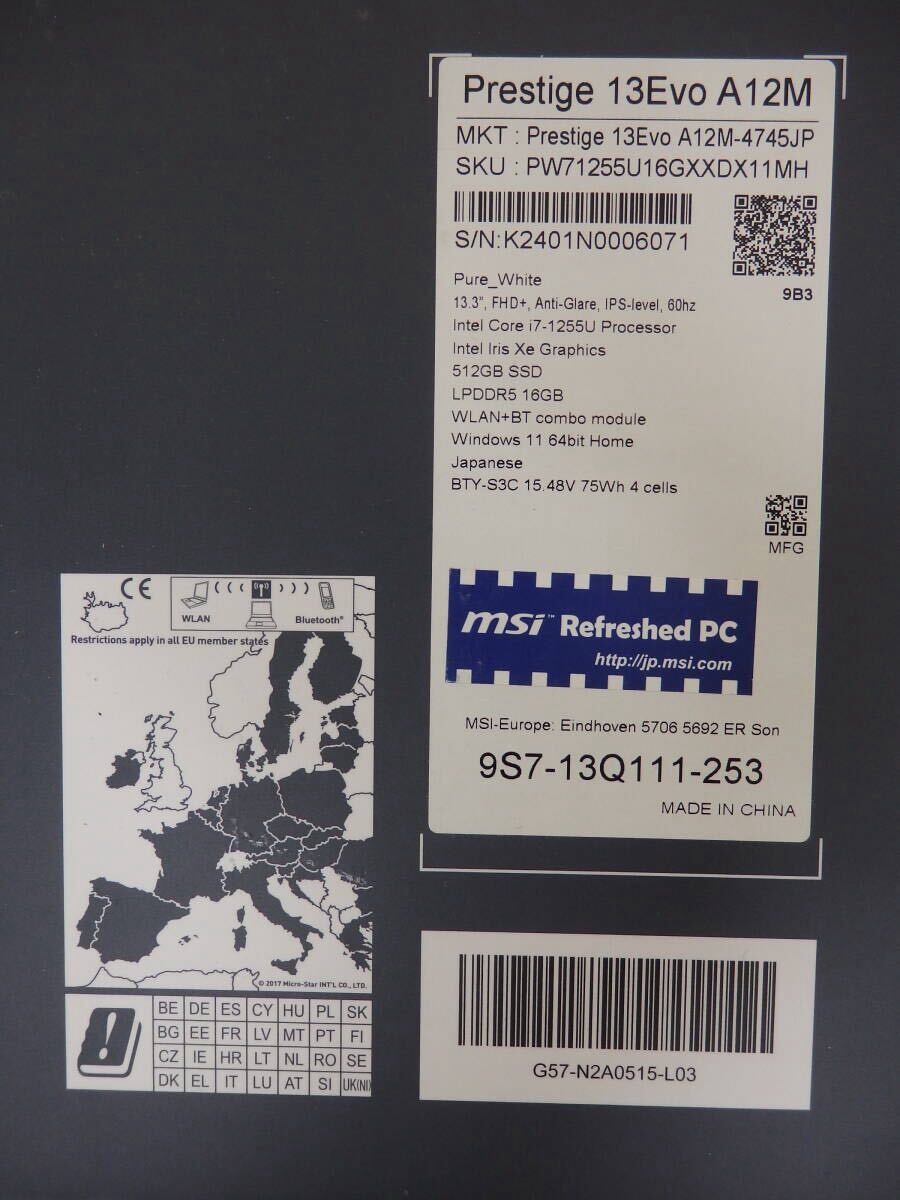 Prestige 13Evo A12M
MKT : Prestige 13Evo A12M-4745JP
SKU : PW71255U16GXXDX11MH
S/N:K2401N0006071
9B3
Pure_White
13.3", FHD+, Anti-Glare, IPS-level, 60hz
Intel Core i7-1255U Processor
Intel Iris Xe Graphics
512GB SSD
LPDDR5 16GB
WLAN+BT combo module
Windows 11 64bit Home
Japanese
BTY-S3C 15.48V 75Wh 4 cells
MFG
msi™ Refreshed PC
http://jp.msi.com
MSI-Europe: Eindhoven 5706 5692 ER Son
9S7-13Q111-253
MADE IN CHINA
CE
WLAN
Bluetooth®
Restrictions apply in all EU member states
© 2017 Micro-Star INT'L CO., LTD.
BE DE ES CY HU PL SK
BG EE FR LV MT PT FI
CZ IE HR LT NL RO SE
DK EL IT LU AT SI UK(NI)
G57-N2A0515-L03